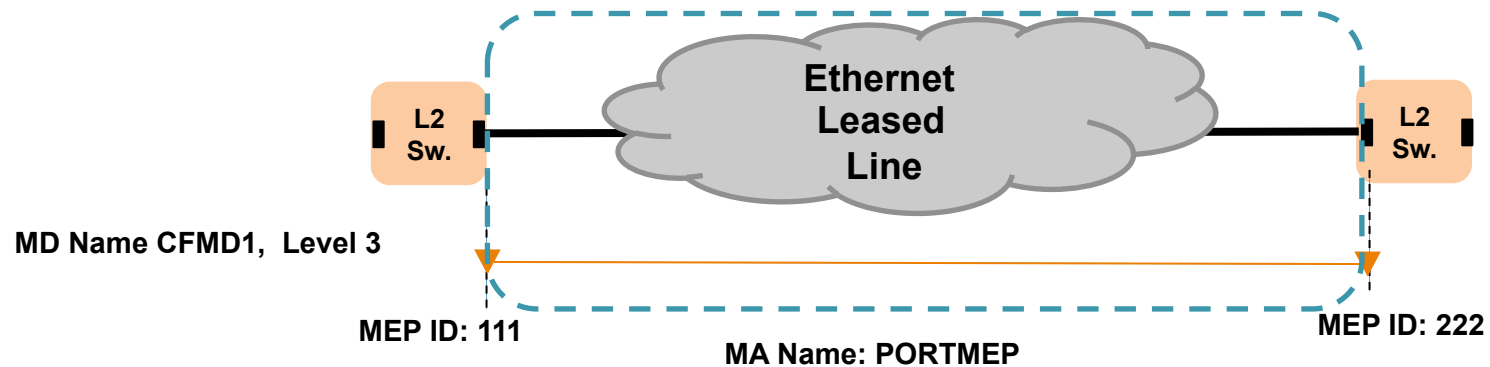 Ethernet
Leased
Line
L2
Sw.
L2
Sw.
MD Name CFMD1, Level 3
MEP ID: 111
MEP ID: 222
MA Name: PORTMEP